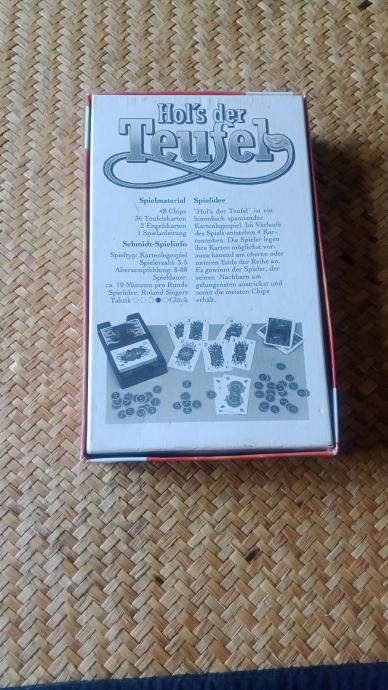 Hol's der
Teufel
Spielmaterial
48 Chips
36 Teufelskarten
2 Engelskarten
1 Spielanleitung
Schmidt-Spielinfo
Spieltyp: Kartenlegespiel
Spielerzahl: 3-6
Altersempfehlung: 8-88
Spieldauer:
ca. 10 Minuten pro Runde
Spielidee: Roland Siegers
Taktik ○○○●○ Glück
Spielidee
"Hol's der Teufel" ist ein
himmlisch spannendes
Kartenlegespiel. Im Verlaufe
des Spiels entstehen 4 Kar-
tenreihen. Die Spieler legen
ihre Karten möglichst vor-
ausschauend am oberen oder
unteren Ende der Reihe an.
Es gewinnt der Spieler, der
seinen Nachbarn am
gelungensten austrickst und
somit die meisten Chips
erhält.